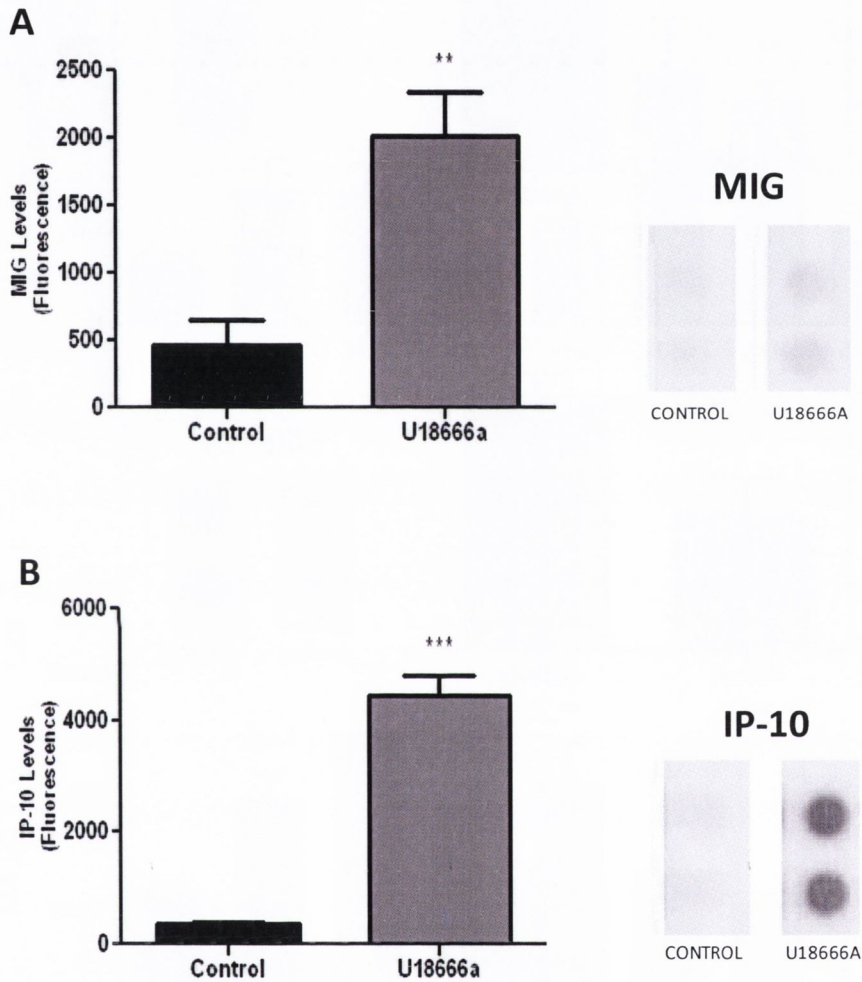 A
**
2500
2000
1500
1000
500
0
MIG Levels
(Fluorescence)
Control
U18666a
MIG
CONTROL
U18666A
B
***
6000
4000
2000
0
IP-10 Levels
(Fluorescence)
Control
U18666a
IP-10
CONTROL
U18666A